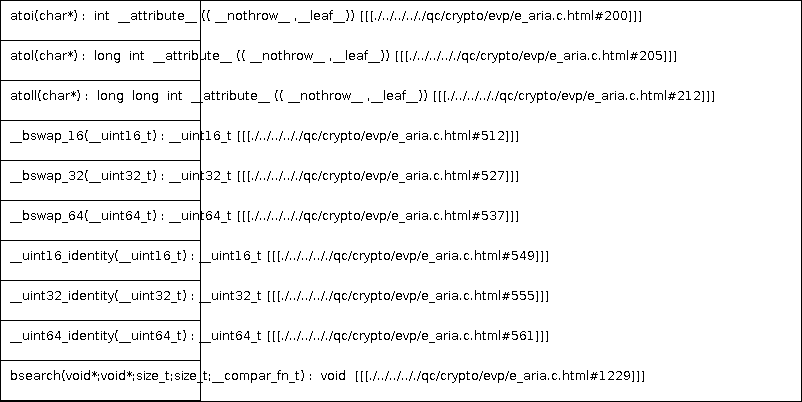 atoi(char*) : int __attribute__ (( __nothrow__ ,__leaf__)) [[[./../../../qc/crypto/evp/e_aria.c.html#200]]]
atol(char*) : long int __attribute__ (( __nothrow__ ,__leaf__)) [[[./../../../qc/crypto/evp/e_aria.c.html#205]]]
atoll(char*) : long long int __attribute__ (( __nothrow__ ,__leaf__)) [[[./../../../qc/crypto/evp/e_aria.c.html#212]]]
__bswap_16(__uint16_t) : __uint16_t [[[./../../../qc/crypto/evp/e_aria.c.html#512]]]
__bswap_32(__uint32_t) : __uint32_t [[[./../../../qc/crypto/evp/e_aria.c.html#527]]]
__bswap_64(__uint64_t) : __uint64_t [[[./../../../qc/crypto/evp/e_aria.c.html#537]]]
__uint16_identity(__uint16_t) : __uint16_t [[[./../../../qc/crypto/evp/e_aria.c.html#549]]]
__uint32_identity(__uint32_t) : __uint32_t [[[./../../../qc/crypto/evp/e_aria.c.html#555]]]
__uint64_identity(__uint64_t) : __uint64_t [[[./../../../qc/crypto/evp/e_aria.c.html#561]]]
bsearch(void*;void*;size_t;size_t;__compar_fn_t) : void [[[./../../../qc/crypto/evp/e_aria.c.html#1229]]]